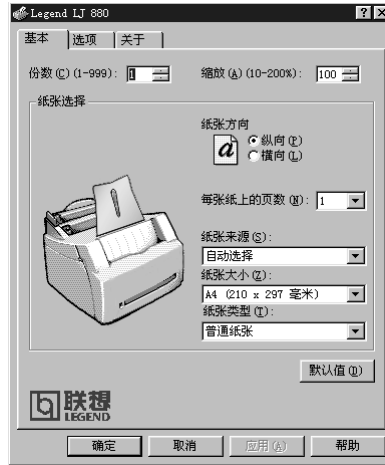 Legend LJ 880
基本 选项 关于
份数(C)(1-999): 1 缩放(A)(10-200%): 100
纸张选择
纸张方向
a 纵向(P)
横向(L)
每张纸上的页数(N): 1
纸张来源(S):
自动选择
纸张大小(Z):
A4 (210 x 297 毫米)
纸张类型(T):
普通纸张
默认值(D)
联想
LEGEND
确定 取消 应用(A) 帮助